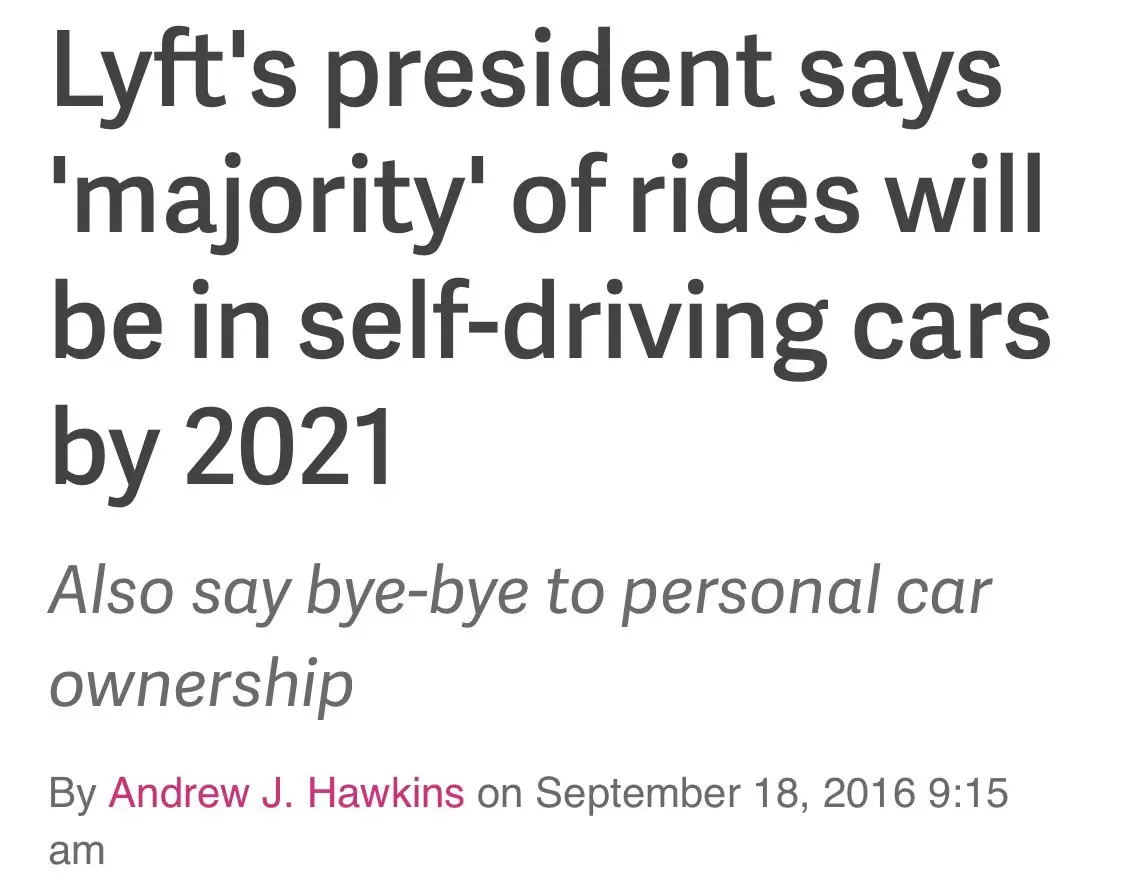 Lyft's president says
'majority' of rides will
be in self-driving cars
by 2021
Also say bye-bye to personal car
ownership
By Andrew J. Hawkins on September 18, 2016 9:15
am